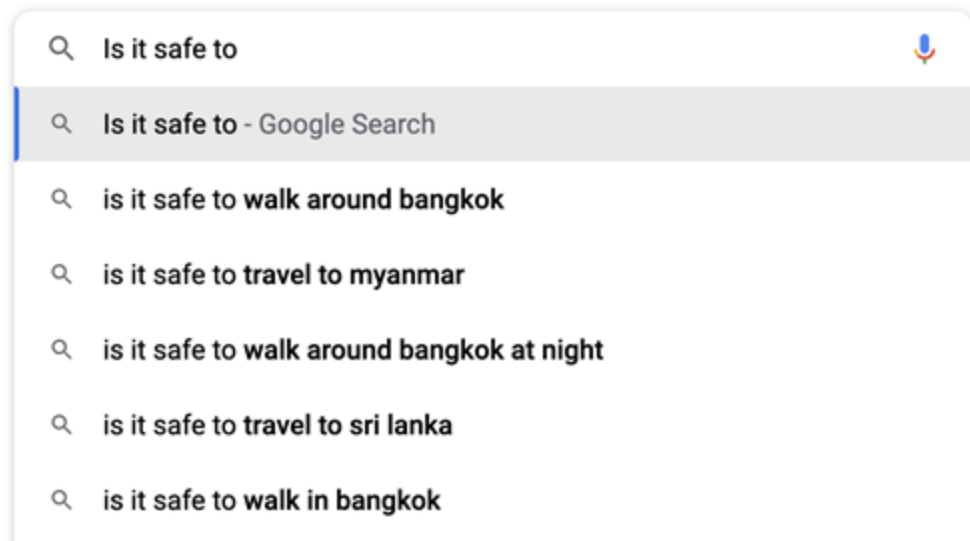 Is it safe to
Is it safe to - Google Search
is it safe to walk around bangkok
is it safe to travel to myanmar
is it safe to walk around bangkok at night
is it safe to travel to sri lanka
is it safe to walk in bangkok